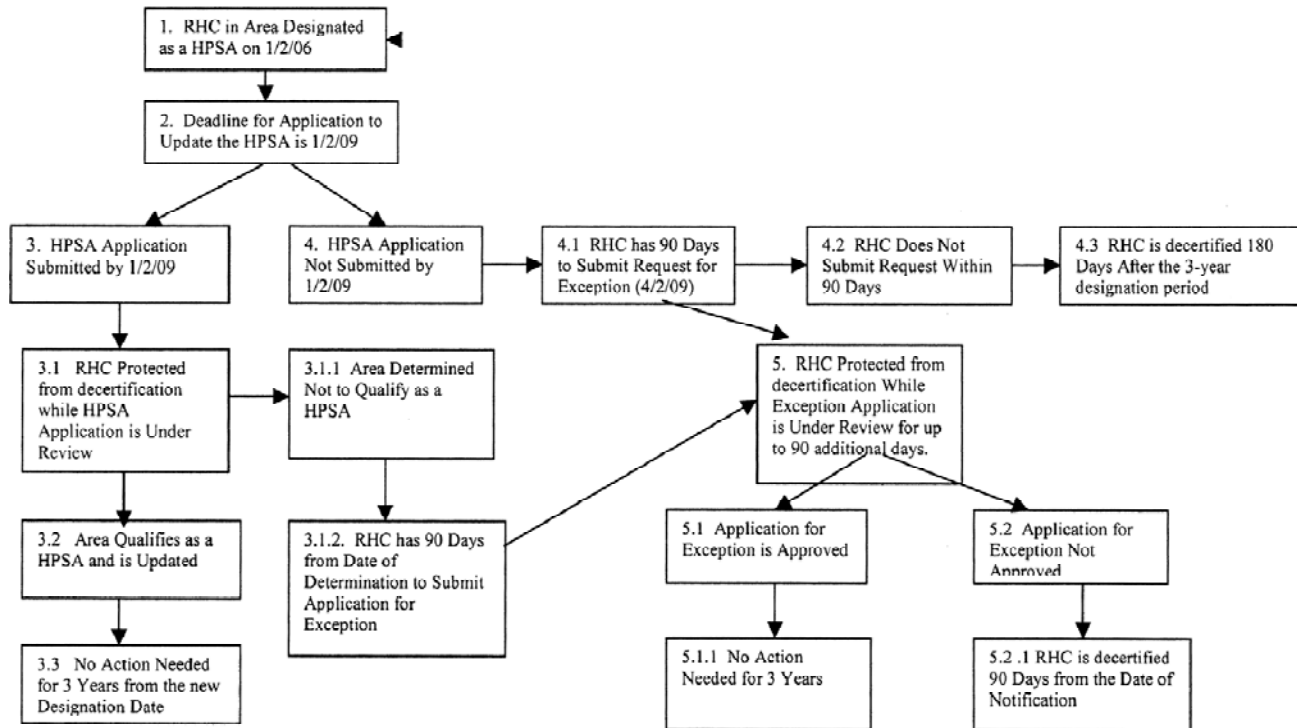 1. RHC in Area Designated
as a HPSA on 1/2/06
2. Deadline for Application to
Update the HPSA is 1/2/09
3. HPSA Application
Submitted by 1/2/09
4. HPSA Application
Not Submitted by
1/2/09
4.1 RHC has 90 Days
to Submit Request for
Exception (4/2/09)
4.2 RHC Does Not
Submit Request Within
90 Days
4.3 RHC is decertified 180
Days After the 3-year
designation period
3.1 RHC Protected
from decertification
while HPSA
Application is Under
Review
3.1.1 Area Determined
Not to Qualify as a
HPSA
5. RHC Protected from
decertification While
Exception Application
is Under Review for up
to 90 additional days.
3.2 Area Qualifies as a
HPSA and is Updated
3.1.2. RHC has 90 Days
from Date of
Determination to Submit
Application for
Exception
5.1 Application for
Exception is Approved
5.2 Application for
Exception Not
Approved
3.3 No Action Needed
for 3 Years from the new
Designation Date
5.1.1 No Action
Needed for 3 Years
5.2 .1 RHC is decertified
90 Days from the Date of
Notification